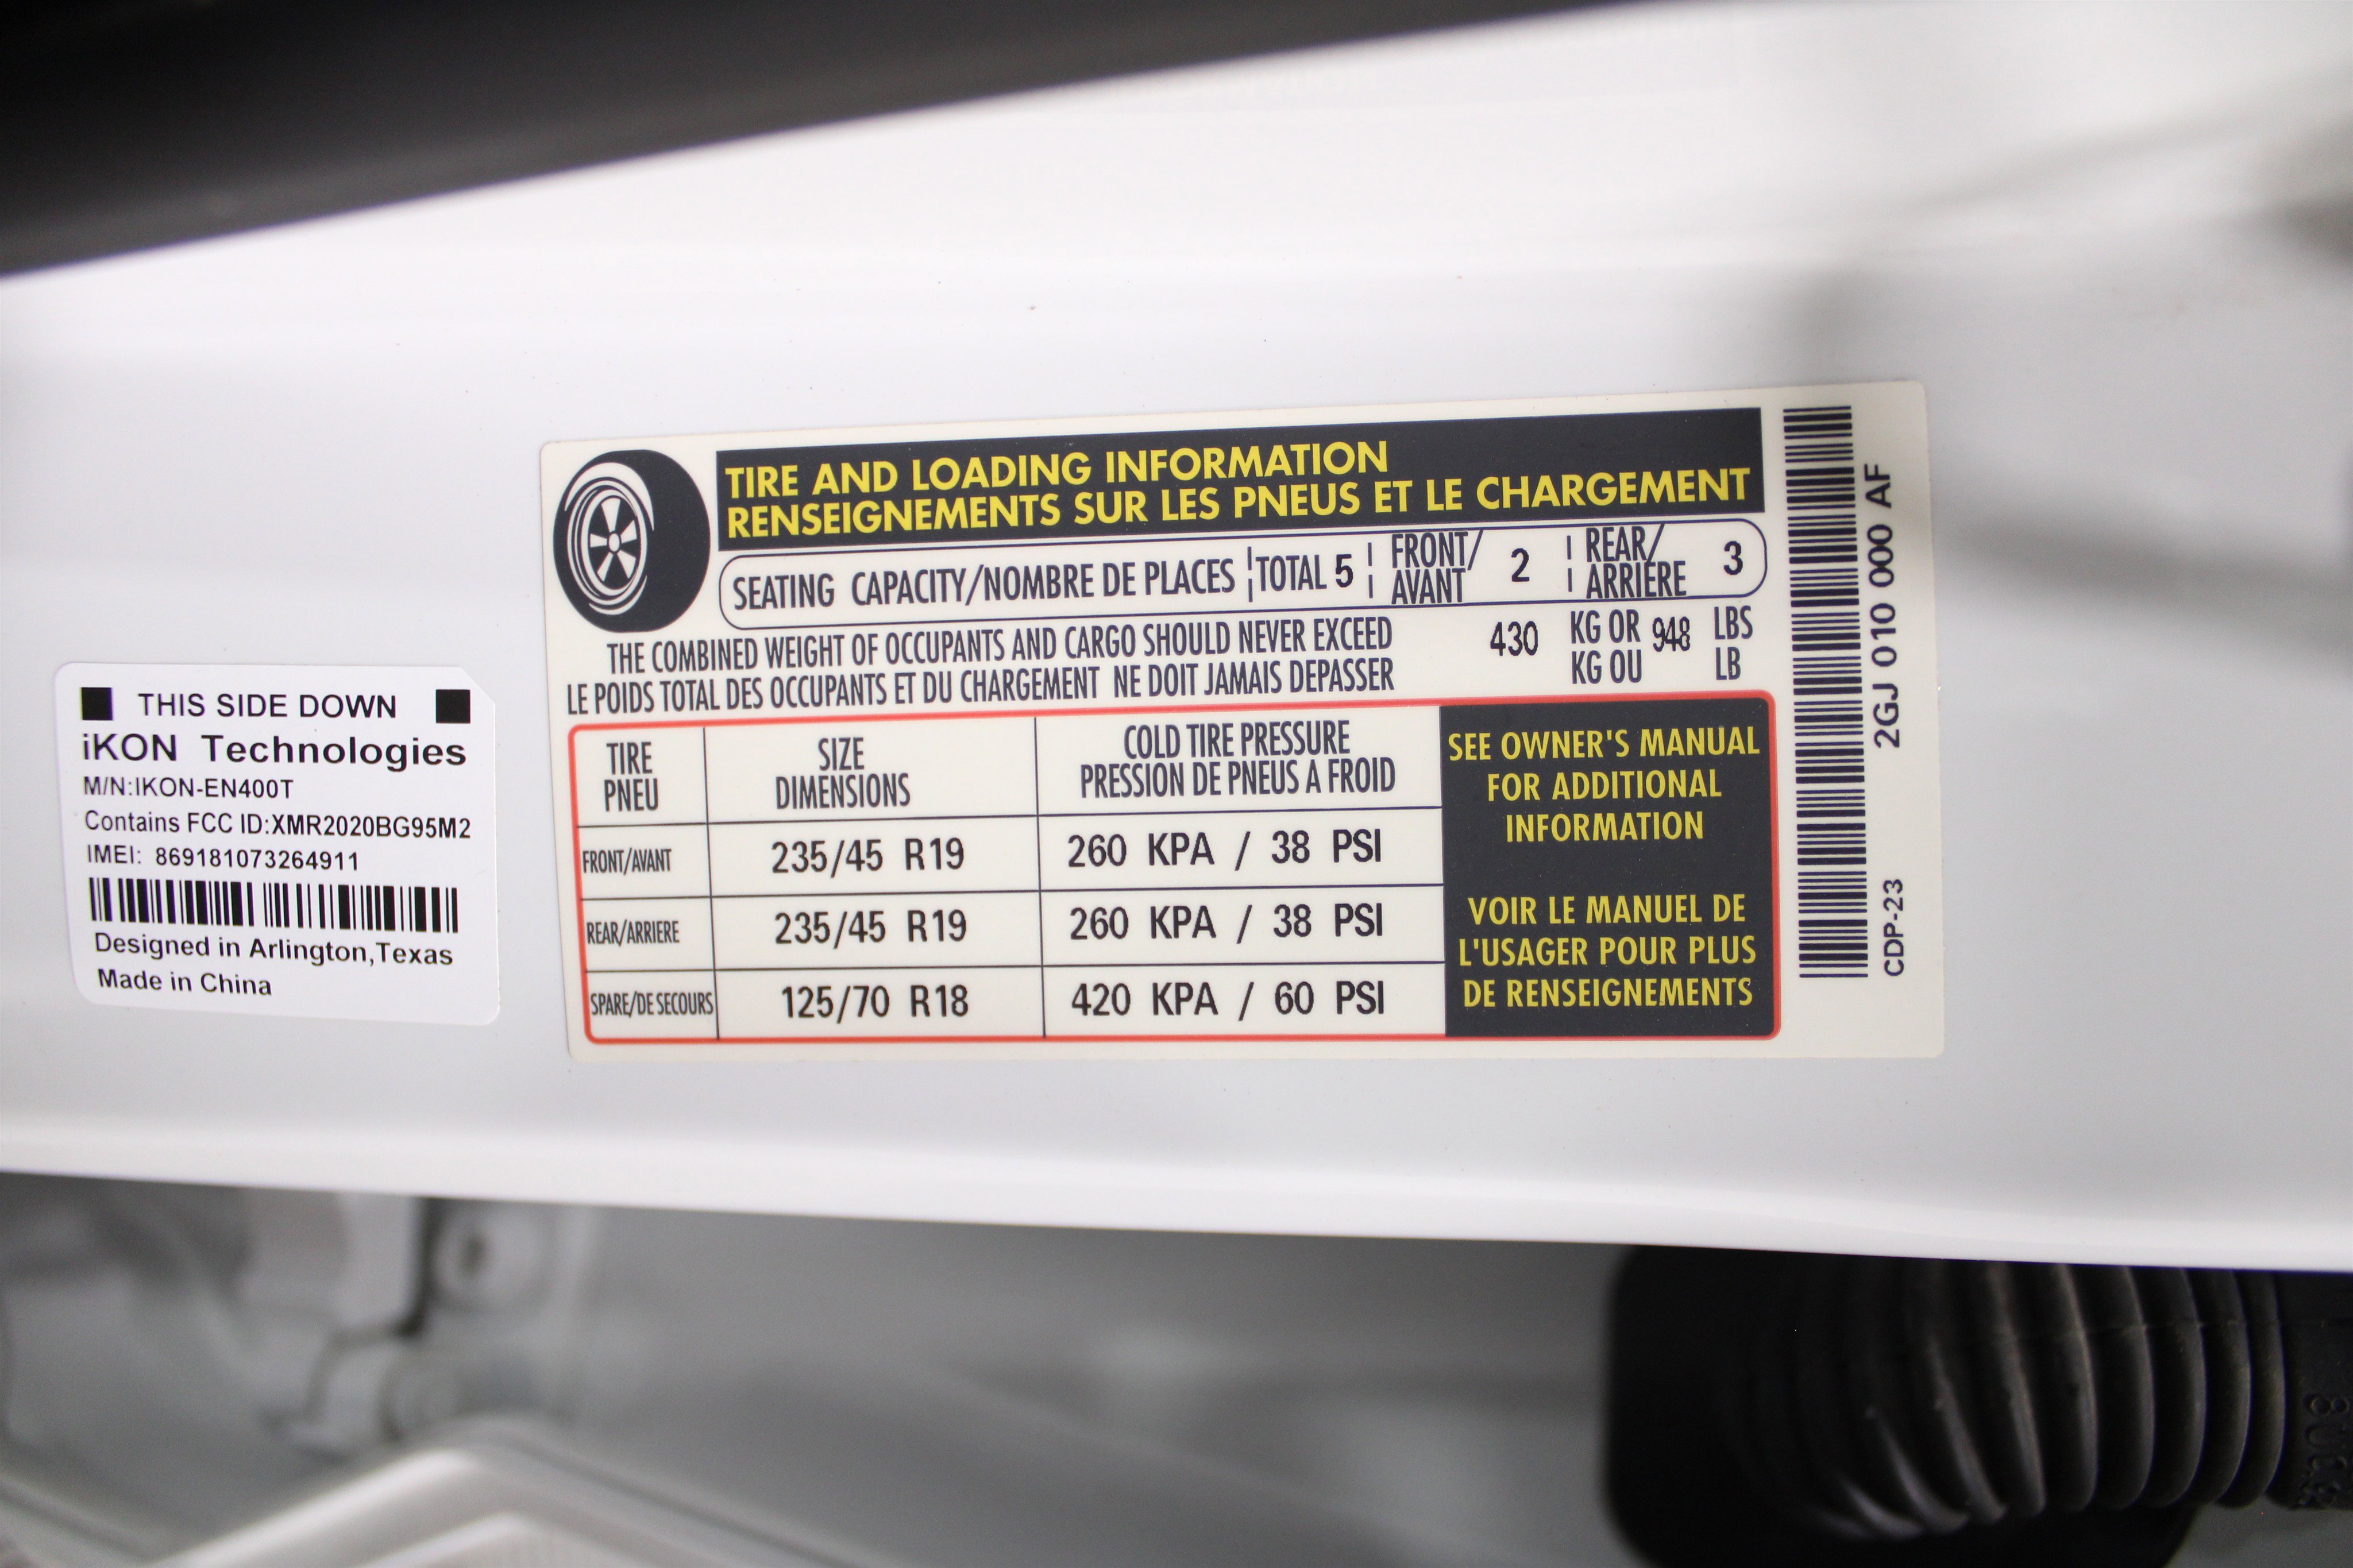 THIS SIDE DOWN
iKON Technologies
M/N:IKON-EN400T
Contains FCC ID:XMR2020BG95M2
IMEI: 869181073264911
Designed in Arlington,Texas
Made in China
TIRE AND LOADING INFORMATION
RENSEIGNEMENTS SUR LES PNEUS ET LE CHARGEMENT
SEATING CAPACITY/NOMBRE DE PLACES TOTAL 5 FRONT/AVANT 2 REAR/ARRIÈRE 3
THE COMBINED WEIGHT OF OCCUPANTS AND CARGO SHOULD NEVER EXCEED 430 KG OR 948 LBS
LE POIDS TOTAL DES OCCUPANTS ET DU CHARGEMENT NE DOIT JAMAIS DEPASSER KG OU LB
TIRE SIZE COLD TIRE PRESSURE
PNEU DIMENSIONS PRESSION DE PNEUS A FROID
FRONT/AVANT 235/45 R19 260 KPA / 38 PSI
REAR/ARRIERE 235/45 R19 260 KPA / 38 PSI
SPARE/DE SECOURS 125/70 R18 420 KPA / 60 PSI
SEE OWNER'S MANUAL
FOR ADDITIONAL
INFORMATION
VOIR LE MANUEL DE
L'USAGER POUR PLUS
DE RENSEIGNEMENTS
2GJ 010 000 AF
CDP-23